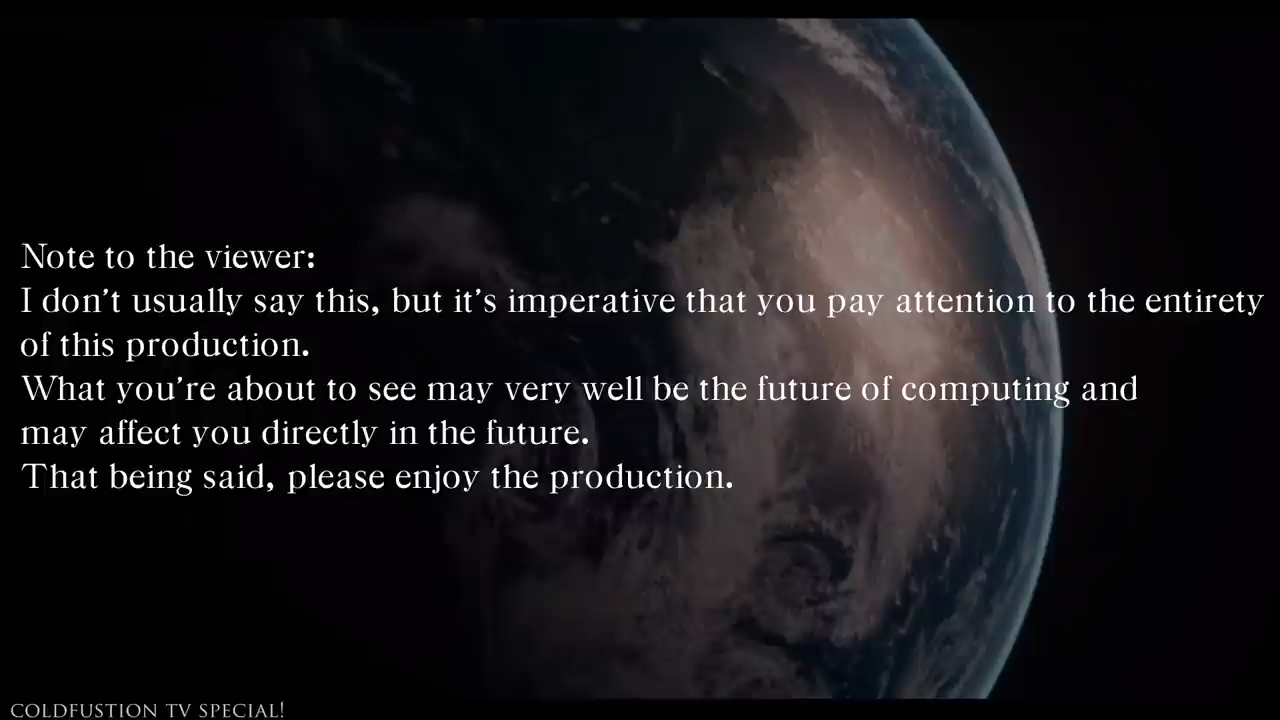 Note to the viewer:
I don't usually say this, but it's imperative that you pay attention to the entirety
of this production.
What you're about to see may very well be the future of computing and
may affect you directly in the future.
That being said, please enjoy the production.
COLDFUSTION TV SPECIAL!